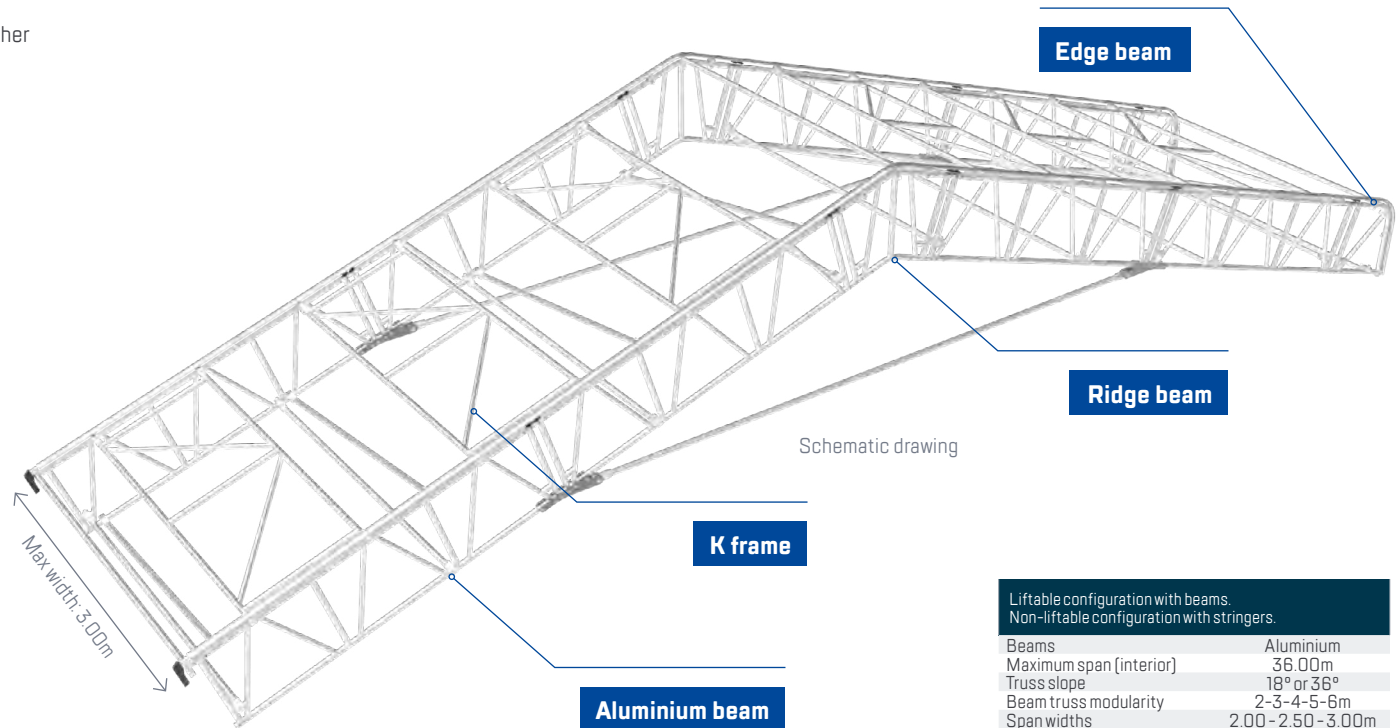 Edge beam
Ridge beam
Schematic drawing
K frame
Max width: 3.00m
Aluminium beam
Liftable configuration with beams.
Non-liftable configuration with stringers.
Beams Aluminium
Maximum span (interior) 36.00m
Truss slope 18° or 36°
Beam truss modularity 2-3-4-5-6m
Span widths 2.00 - 2.50 - 3.00m